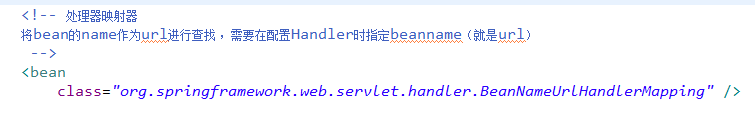 <!-- 处理器映射器
将bean的name作为url进行查找，需要在配置Handler时指定beanname（就是url）
-->
<bean
class="org.springframework.web.servlet.handler.BeanNameUrlHandlerMapping" />